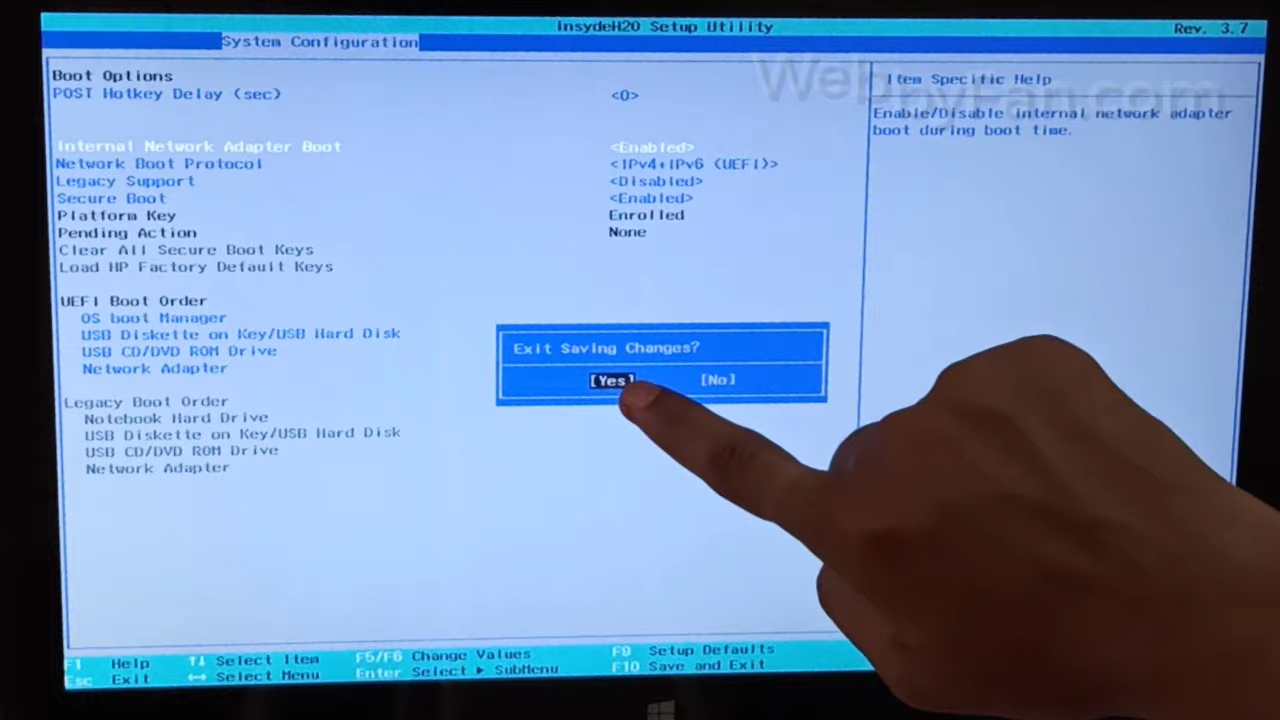 InsydeH20 Setup Utility
Rev. 3.7
System Configuration
WebbyFan.com
Boot Options
POST Hotkey Delay (sec) <0>
Internal Network Adapter Boot <Enabled>
Network Boot Protocol <IPv4+IPv6 (UEFI)>
Legacy Support <Disabled>
Secure Boot <Enabled>
Platform Key Enrolled
Pending Action None
Clear All Secure Boot Keys
Load HP Factory Default Keys
UEFI Boot Order
OS boot Manager
USB Diskette on Key/USB Hard Disk
USB CD/DVD ROM Drive
Network Adapter
Legacy Boot Order
Notebook Hard Drive
USB Diskette on Key/USB Hard Disk
USB CD/DVD ROM Drive
Network Adapter
Item Specific Help
Enable/Disable internal network adapter
boot during boot time.
Exit Saving Changes?
[Yes] [No]
F1 Help ↑↓ Select Item F5/F6 Change Values F9 Setup Defaults
Esc Exit ↔ Select Menu Enter Select ▶ SubMenu F10 Save and Exit